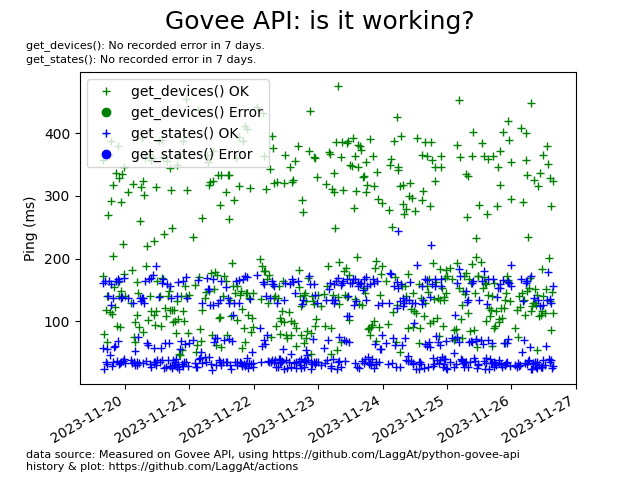 Govee API: is it working?
get_devices(): No recorded error in 7 days.
get_states(): No recorded error in 7 days.
get_devices() OK
get_devices() Error
get_states() OK
get_states() Error
Ping (ms)
400
300
200
100
2023-11-20
2023-11-21
2023-11-22
2023-11-23
2023-11-24
2023-11-25
2023-11-26
2023-11-27
data source: Measured on Govee API, using https://github.com/LaggAt/python-govee-api
history & plot: https://github.com/LaggAt/actions